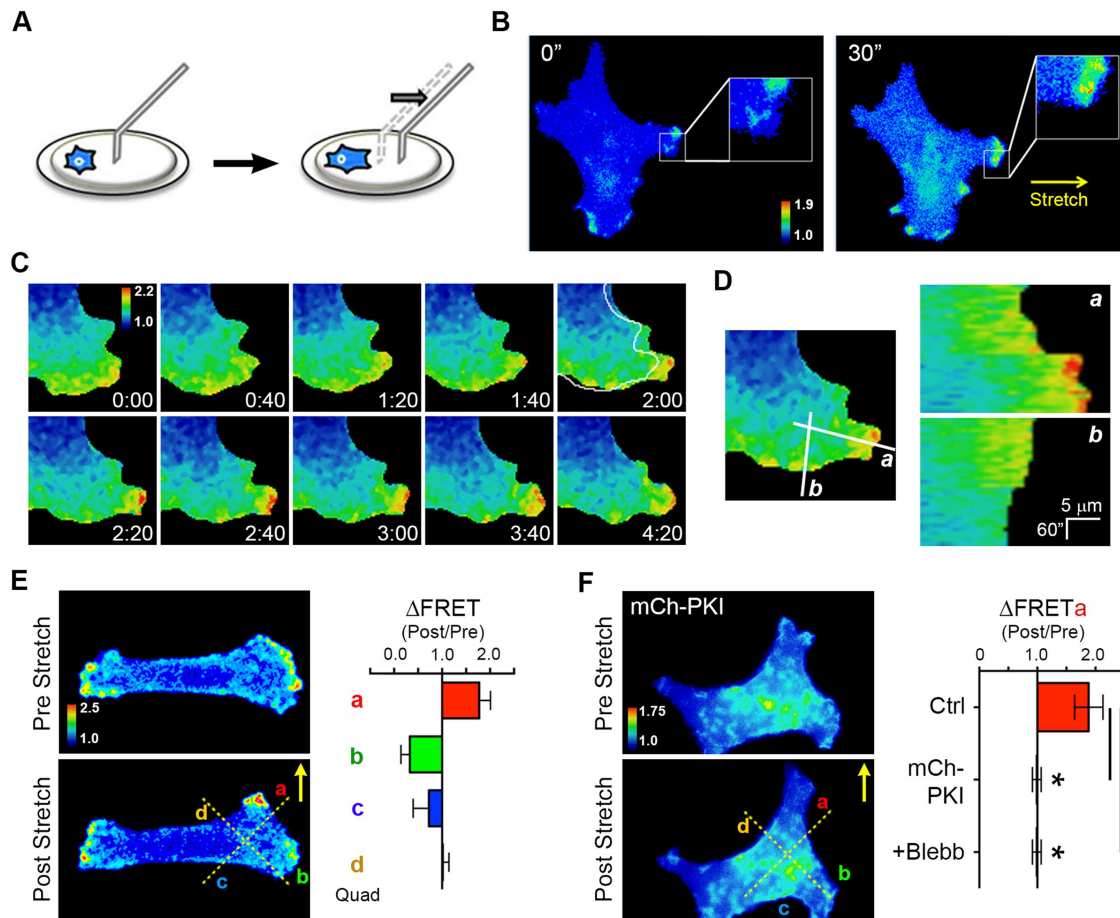 A
B
0"
1.9
1.0
30"
Stretch
C
2.2
1.0
0:00
0:40
1:20
1:40
2:00
2:20
2:40
3:00
3:40
4:20
D
a
b
a
b
5 μm
60"
E
Pre Stretch
2.5
1.0
Post Stretch
a
b
c
d
ΔFRET
(Post/Pre)
0.0 1.0 2.0
a
b
c
d
Quad
F
Pre Stretch
mCh-PKI
1.75
1.0
Post Stretch
a
b
c
d
ΔFRETa
(Post/Pre)
0 1.0 2.0
Ctrl
mCh-
PKI
*
+Blebb
*